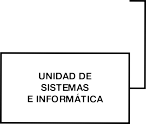 UNIDAD DE
SISTEMAS
E INFORMÁTICA